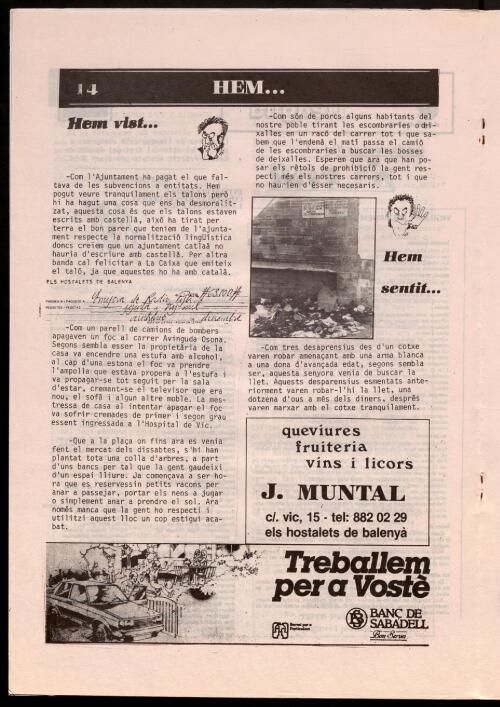 14
HEM...
Hem vist...
-Com l'Ajuntament ha pagat el que fal-
tava de les subvencions a entitats. Hem
pogut veure tranquilament els talons però
hi ha hagut una cosa que ens ha desmoralit-
zat, aquesta cosa és que els talons estaven
escrits amb castellà, això ha tirat per
terra el bon parer que teniem de l'ajunta-
ment respecte la normalització lingüistica
doncs creiem que un ajuntament català no
hauria d'escriure amb castellà. Per altra
banda cal felicitar a La Caixa que emiteix
el taló, ja que aquestes ho ha amb català.
ELS HOSTALETS DE BALENYA
-Com un parell de camions de bombers
apagaven un foc al carrer Avinguda Osona.
Segons sembla esser la propietària de la
casa va encendre una estufa amb alcohol,
al cap d'una estona el foc va prendre
l'ampolla que estava propera a l'estufa i
va propagar-se tot seguit per la sala
d'estar, cremant-se el televisor que era
nou, el sofà i algun altre moble. La mes-
tressa de casa al intentar apagar el foc
va sofrir cremades de primer i segon grau
essent ingressada a l'Hospital de Vic.
-Que a la plaça on fins ara es venia
fent el mercat dels dissabtes, s'hi han
plantat tota una colla d'arbres, a part
d'uns bancs per tal que la gent gaudeixi
d'un espai lliure. Ja començava a ser ho-
ra que es reservessin petits racons per
anar a passejar, portar els nens a jugar
o simplement anar a prendre el sol. Ara
només manca que la gent ho respecti i
utilitzi aquest lloc un cop estigui aca-
bat.
-Com són de porcs alguns habitants del
nostre poble tirant les escombraries o dei-
xalles en un racó del carrer tot i que sa-
bem que l'endemà el matí passa el camió
de les escombraries a buscar les bosses
de deixalles. Esperem que ara que han po-
sar els rètols de prohibició la gent res-
pecti més els nostres carrers, tot i que
no haurien d'ésser necesaris.
Hem
sentit...
-Com tres desaprensius des d'un cotxe
varen robar amenaçant amb una arma blanca
a una dona d'avançada edat, segons sembla
ser, aquesta senyora venia de buscar la
llet. Aquests desparensius esmentats ante-
riorment varen robar-l'hi la llet, una
dotzena d'ous a més dels diners, desprès
varen marxar amb el cotxe tranquilament.
queviures
fruiteria
vins i licors
J. MUNTAL
c/. vic, 15 - tel: 882 02 29
els hostalets de balenyà
Treballem
per a Vostè
BANC DE
SABADELL